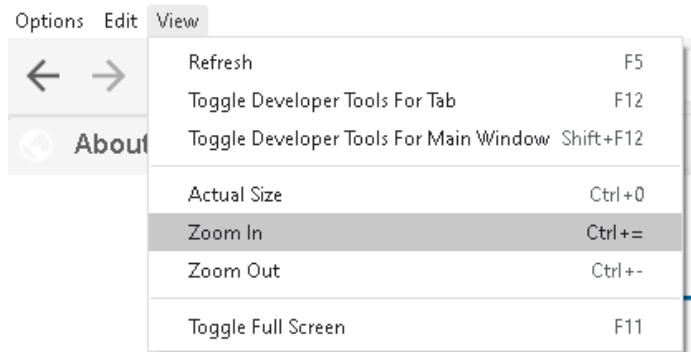 Options Edit View
Refresh F5
Toggle Developer Tools For Tab F12
About
Toggle Developer Tools For Main Window Shift+F12
Actual Size Ctrl+0
Zoom In Ctrl+=
Zoom Out Ctrl+-
Toggle Full Screen F11